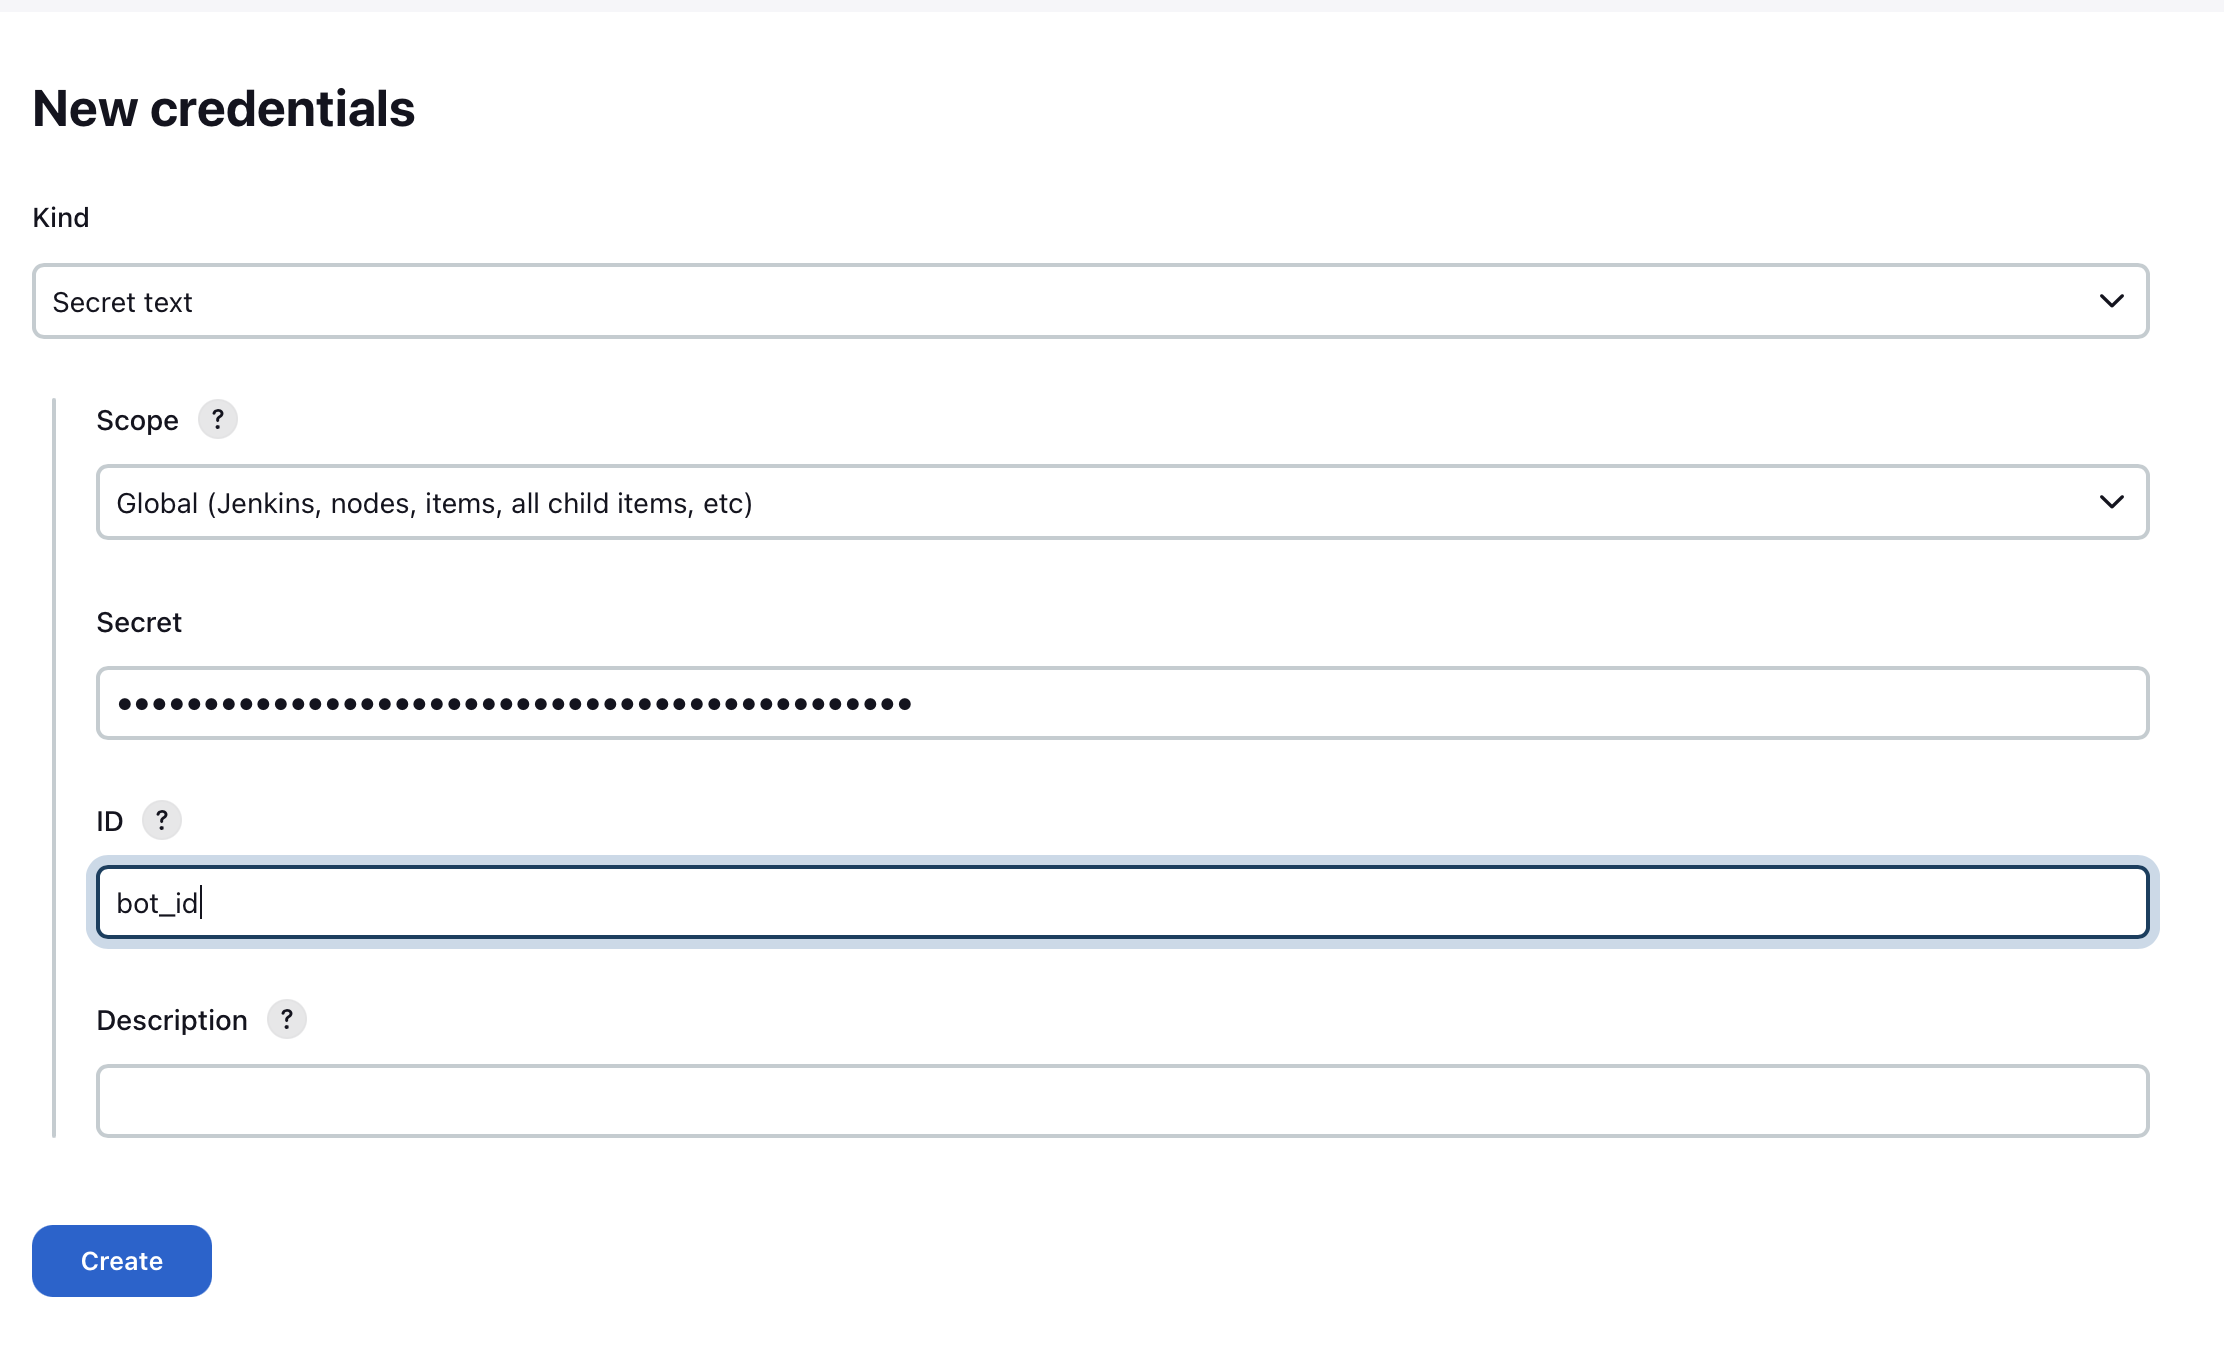 New credentials
Kind
Secret text
Scope ?
Global (Jenkins, nodes, items, all child items, etc)
Secret
••••••••••••••••••••••••••••••••••••••••••••••
ID ?
bot_id
Description ?
Create